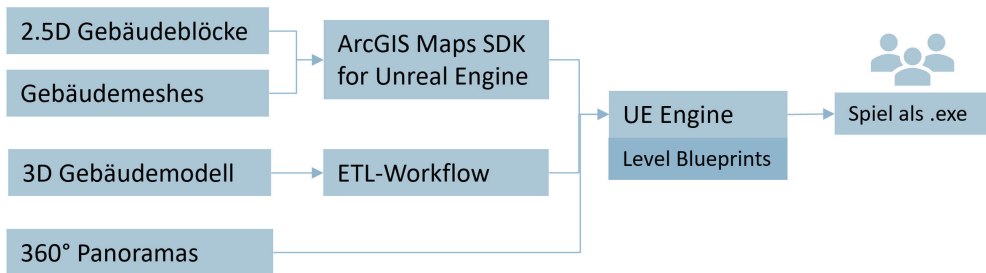 2.5D Gebäudeblöcke
Gebäudemeshes
ArcGIS Maps SDK
for Unreal Engine
3D Gebäudemodell
ETL-Workflow
360° Panoramas
UE Engine
Level Blueprints
Spiel als .exe